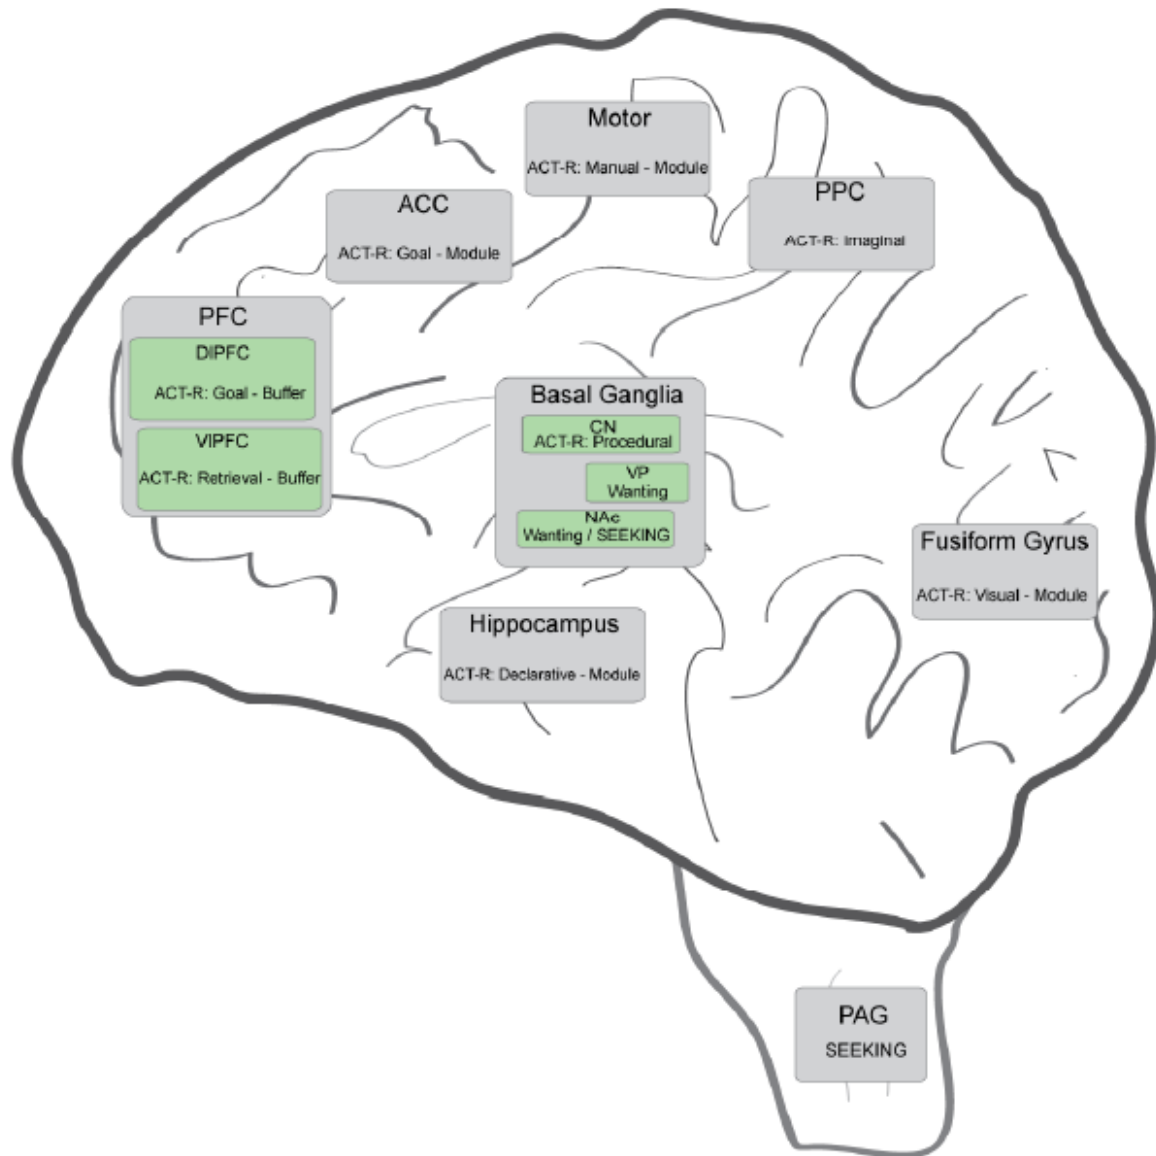 Motor
ACT-R: Manual - Module
ACC
ACT-R: Goal - Module
PPC
ACT-R: Imaginal
PFC
DlPFC
ACT-R: Goal - Buffer
VlPFC
ACT-R: Retrieval - Buffer
Basal Ganglia
CN
ACT-R: Procedural
VP
Wanting
NAc
Wanting / SEEKING
Fusiform Gyrus
ACT-R: Visual - Module
Hippocampus
ACT-R: Declarative - Module
PAG
SEEKING